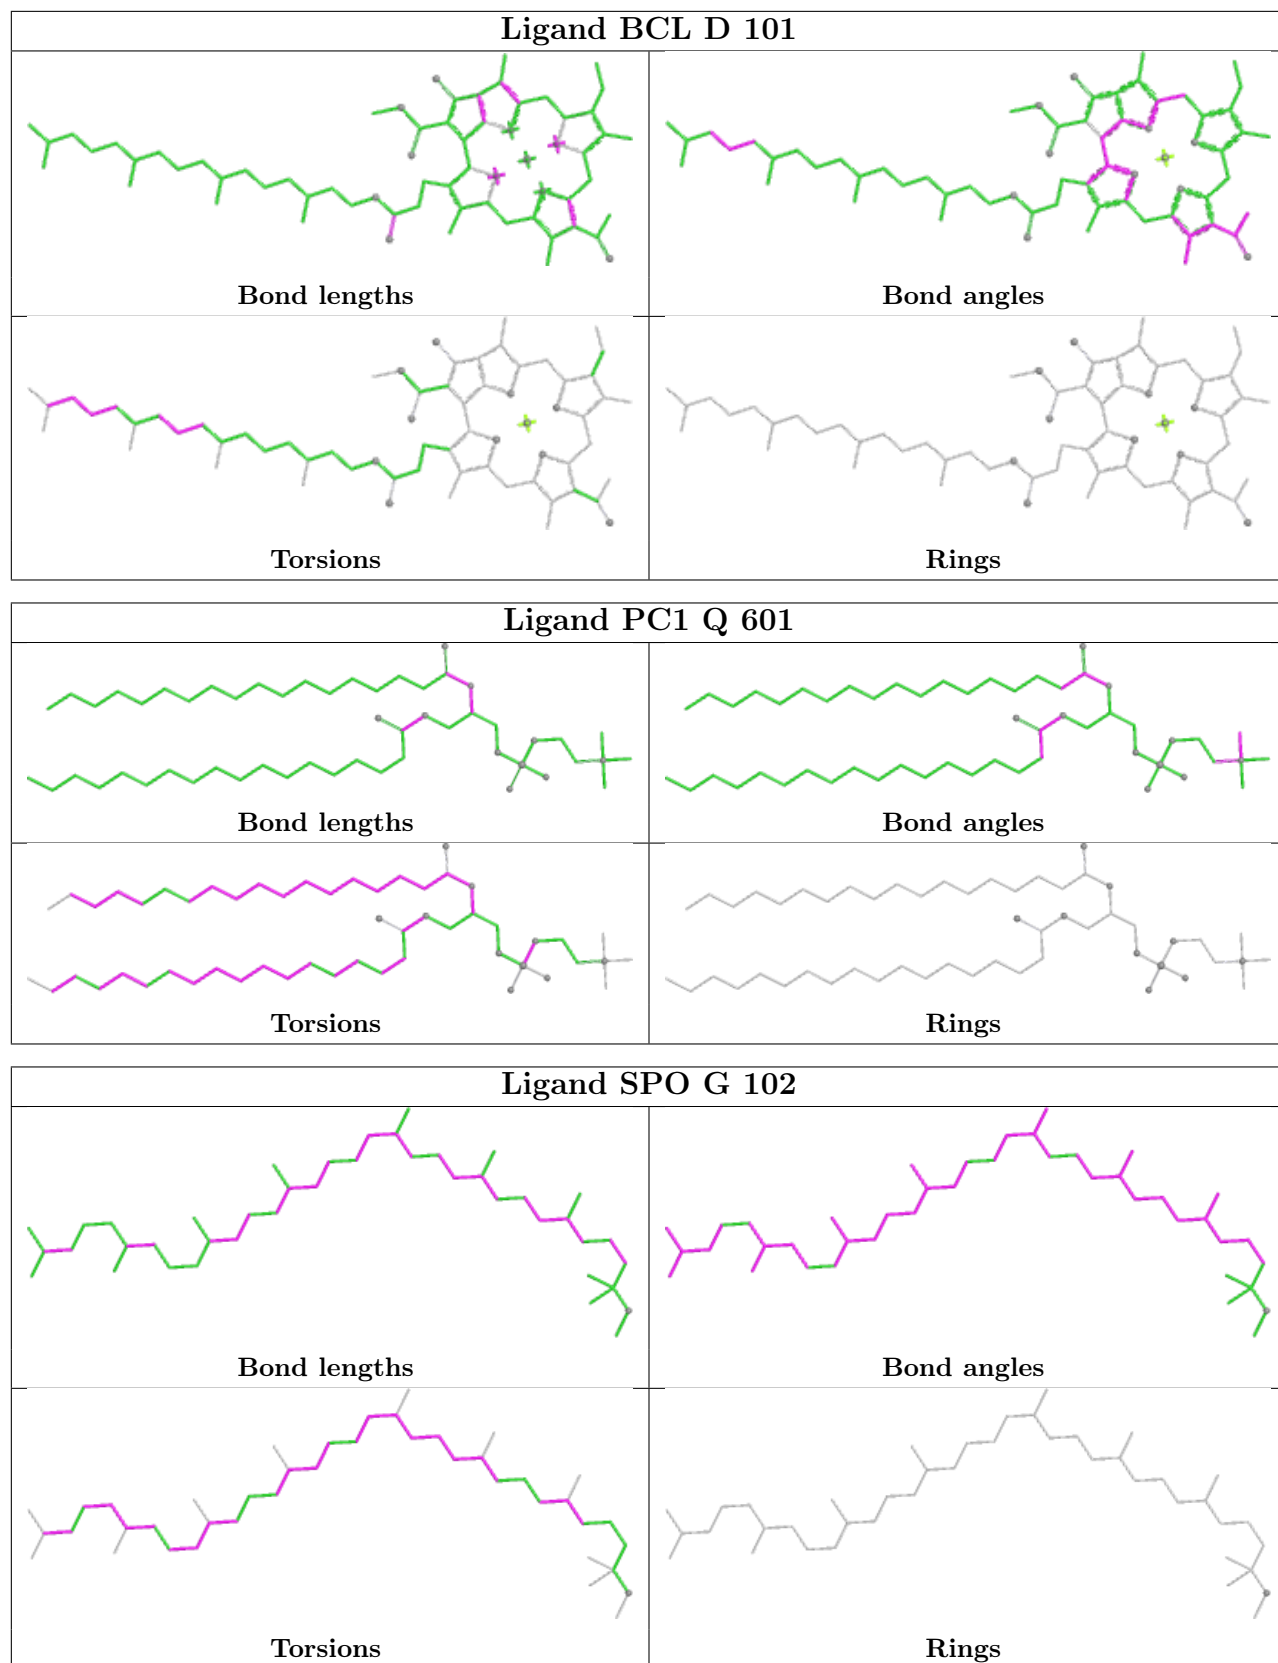 Ligand BCL D 101
Bond lengths
Bond angles
Torsions
Rings
Ligand PC1 Q 601
Bond lengths
Bond angles
Torsions
Rings
Ligand SPO G 102
Bond lengths
Bond angles
Torsions
Rings